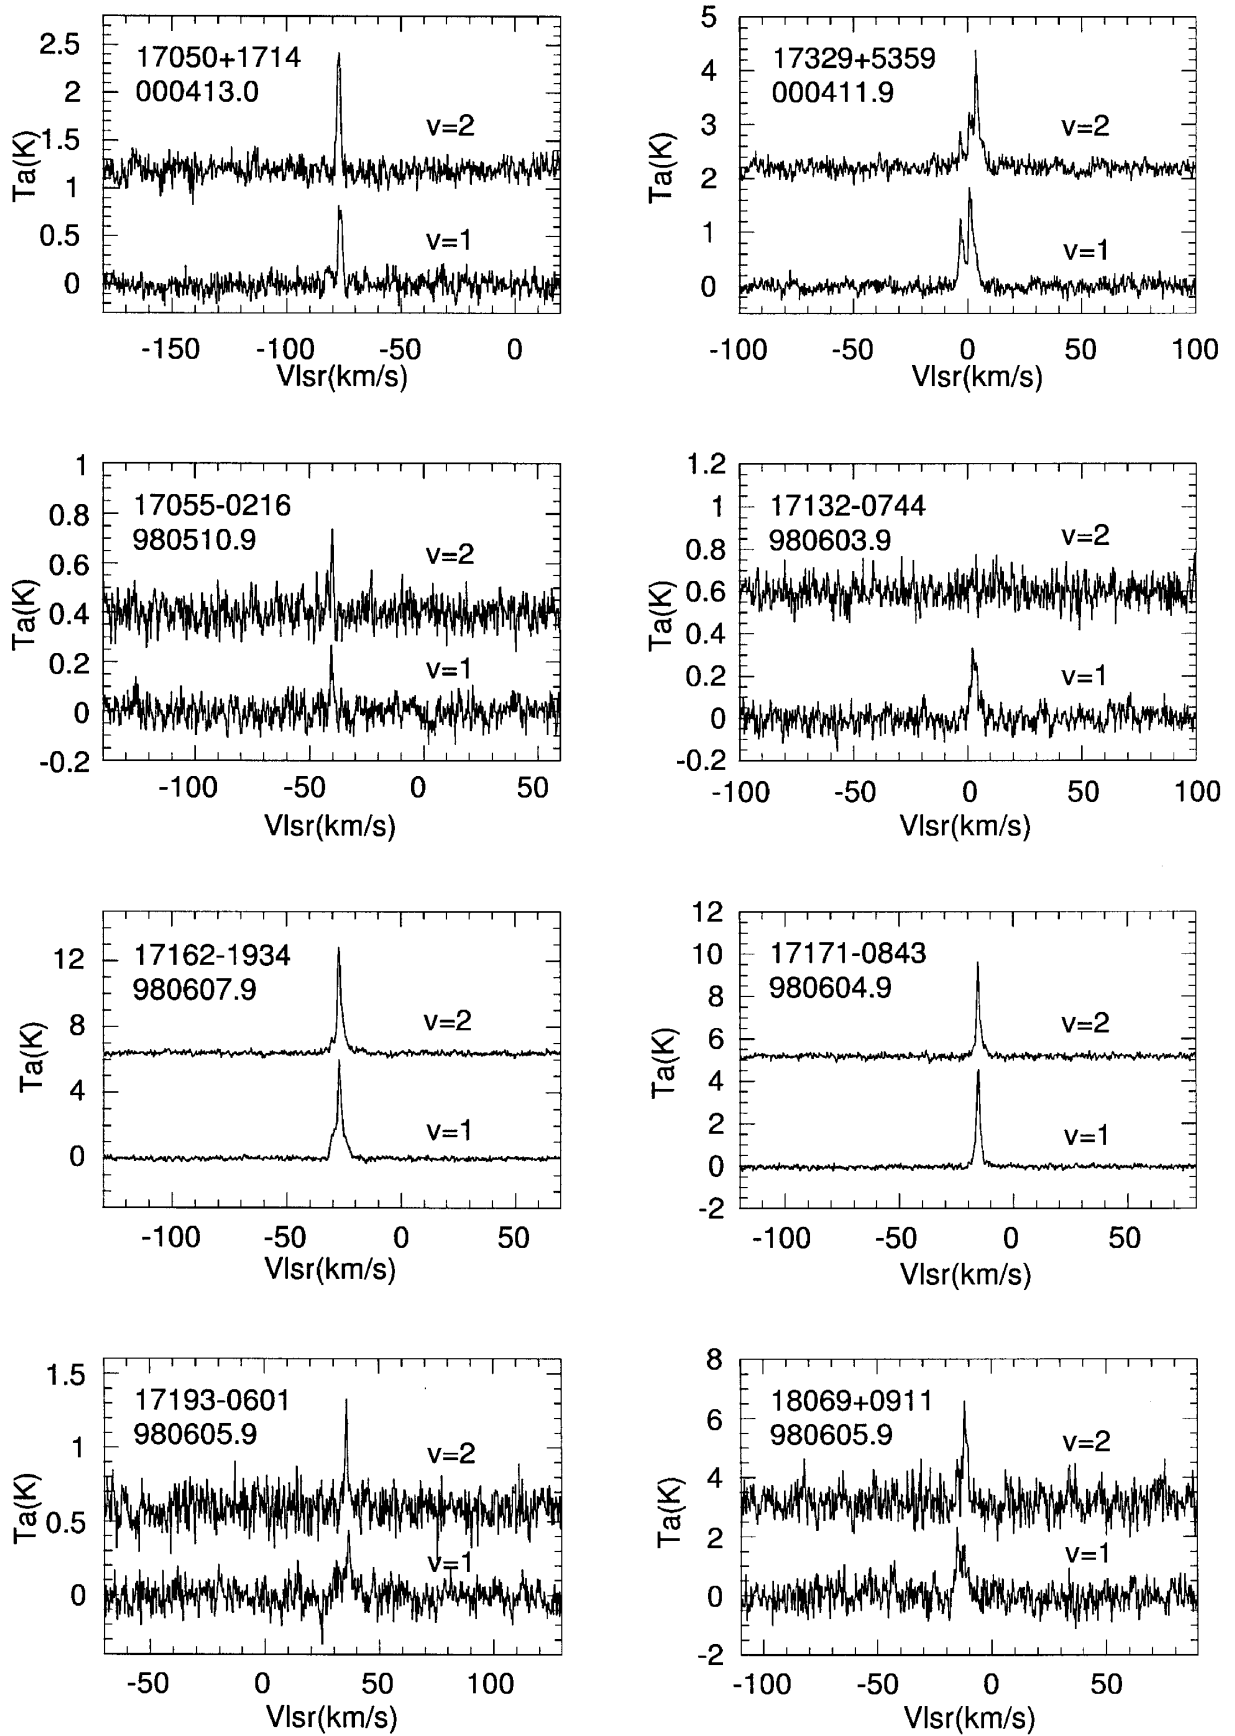 17050+1714
000413.0
v=2
v=1
Ta(K)
2.5
2
1.5
1
0.5
0
-150 -100 -50 0
Vlsr(km/s)
17329+5359
000411.9
v=2
v=1
Ta(K)
5
4
3
2
1
0
-100 -50 0 50 100
Vlsr(km/s)
17055-0216
980510.9
v=2
v=1
Ta(K)
1
0.8
0.6
0.4
0.2
0
-0.2
-100 -50 0 50
Vlsr(km/s)
17132-0744
980603.9
v=2
v=1
Ta(K)
1.2
1
0.8
0.6
0.4
0.2
0
-0.2
-100 -50 0 50 100
Vlsr(km/s)
17162-1934
980607.9
v=2
v=1
Ta(K)
12
8
4
0
-100 -50 0 50
Vlsr(km/s)
17171-0843
980604.9
v=2
v=1
Ta(K)
12
10
8
6
4
2
0
-2
-100 -50 0 50
Vlsr(km/s)
17193-0601
980605.9
v=2
v=1
Ta(K)
1.5
1
0.5
0
-50 0 50 100
Vlsr(km/s)
18069+0911
980605.9
v=2
v=1
Ta(K)
8
6
4
2
0
-2
-100 -50 0 50
Vlsr(km/s)